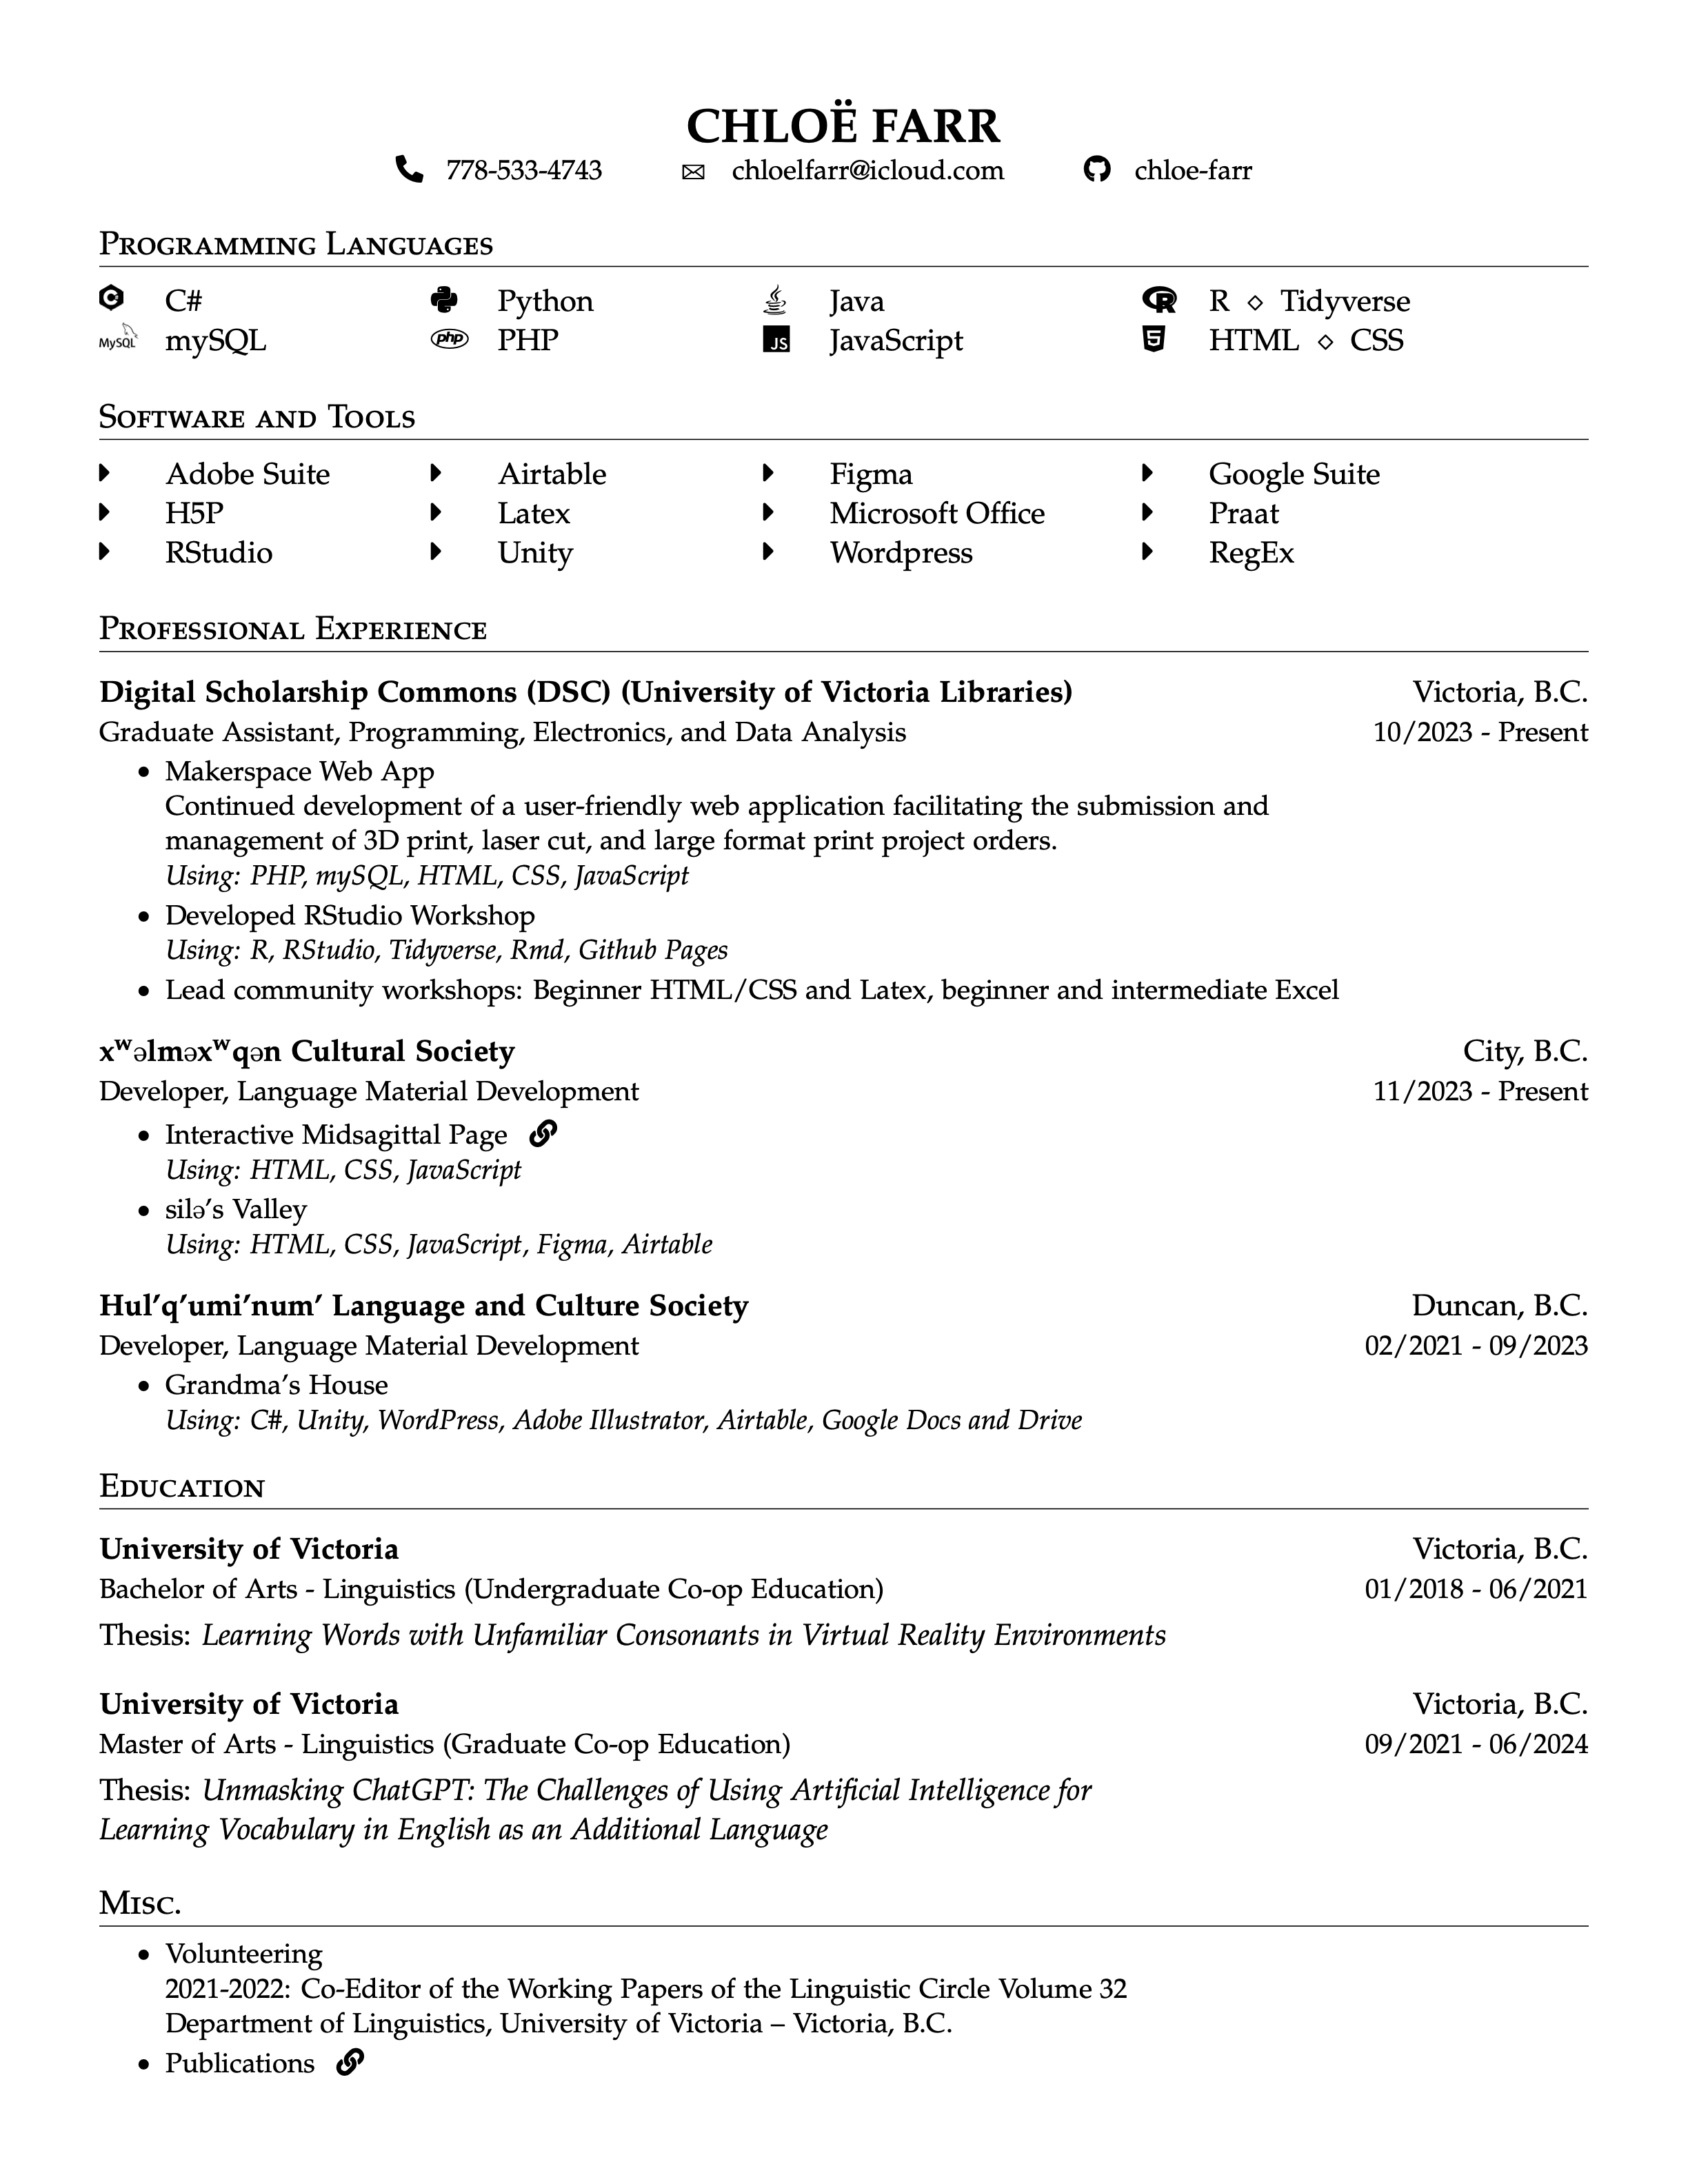 CHLOË FARR
778-533-4743 chloelfarr@icloud.com chloe-farr
Programming Languages
C# Python Java R ⋄ Tidyverse
MySQL mySQL php PHP JS JavaScript 5 HTML ⋄ CSS
Software and Tools
Adobe Suite Airtable Figma Google Suite
H5P Latex Microsoft Office Praat
RStudio Unity Wordpress RegEx
Professional Experience
Digital Scholarship Commons (DSC) (University of Victoria Libraries) Victoria, B.C.
Graduate Assistant, Programming, Electronics, and Data Analysis 10/2023 - Present
• Makerspace Web App
Continued development of a user-friendly web application facilitating the submission and
management of 3D print, laser cut, and large format print project orders.
Using: PHP, mySQL, HTML, CSS, JavaScript
• Developed RStudio Workshop
Using: R, RStudio, Tidyverse, Rmd, Github Pages
• Lead community workshops: Beginner HTML/CSS and Latex, beginner and intermediate Excel
xʷəlməxʷqən Cultural Society City, B.C.
Developer, Language Material Development 11/2023 - Present
• Interactive Midsagittal Page
Using: HTML, CSS, JavaScript
• silə’s Valley
Using: HTML, CSS, JavaScript, Figma, Airtable
Hul’q’umi’num’ Language and Culture Society Duncan, B.C.
Developer, Language Material Development 02/2021 - 09/2023
• Grandma’s House
Using: C#, Unity, WordPress, Adobe Illustrator, Airtable, Google Docs and Drive
Education
University of Victoria Victoria, B.C.
Bachelor of Arts - Linguistics (Undergraduate Co-op Education) 01/2018 - 06/2021
Thesis: Learning Words with Unfamiliar Consonants in Virtual Reality Environments
University of Victoria Victoria, B.C.
Master of Arts - Linguistics (Graduate Co-op Education) 09/2021 - 06/2024
Thesis: Unmasking ChatGPT: The Challenges of Using Artificial Intelligence for
Learning Vocabulary in English as an Additional Language
Misc.
• Volunteering
2021-2022: Co-Editor of the Working Papers of the Linguistic Circle Volume 32
Department of Linguistics, University of Victoria – Victoria, B.C.
• Publications